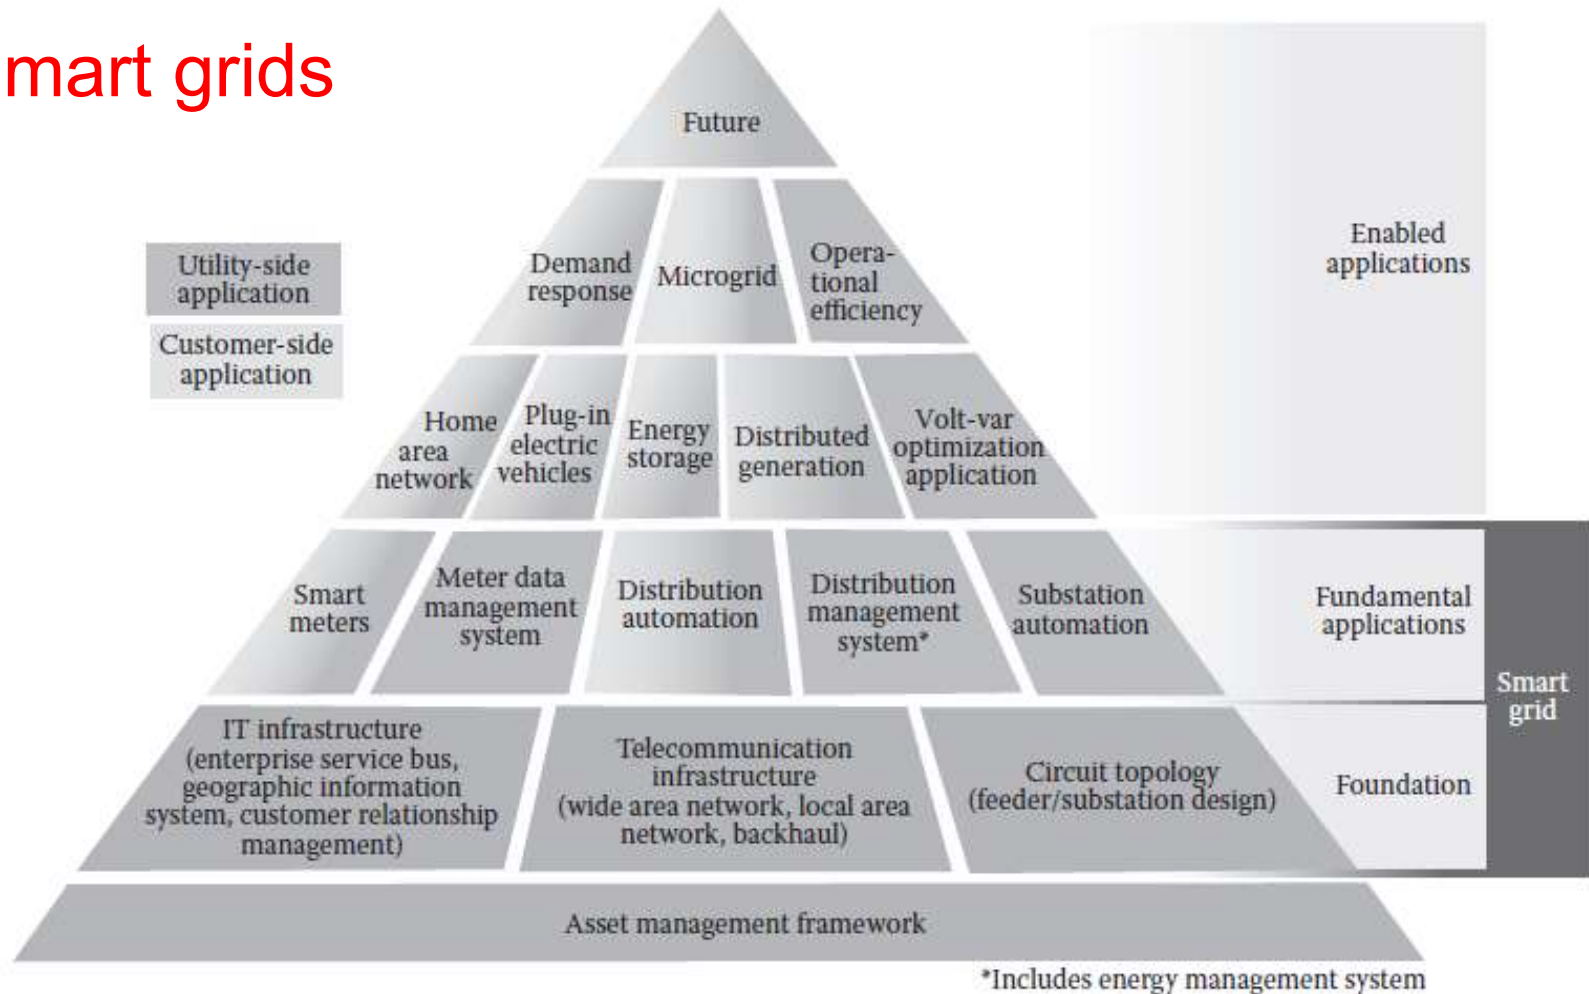 mart grids
Future
Utility-side
application
Customer-side
application
Demand
response
Microgrid
Opera-
tional
efficiency
Enabled
applications
Home
area
network
Plug-in
electric
vehicles
Energy
storage
Distributed
generation
Volt-var
optimization
application
Smart
meters
Meter data
management
system
Distribution
automation
Distribution
management
system*
Substation
automation
Fundamental
applications
Smart
grid
IT infrastructure
(enterprise service bus,
geographic information
system, customer relationship
management)
Telecommunication
infrastructure
(wide area network, local area
network, backhaul)
Circuit topology
(feeder/substation design)
Foundation
Asset management framework
*Includes energy management system